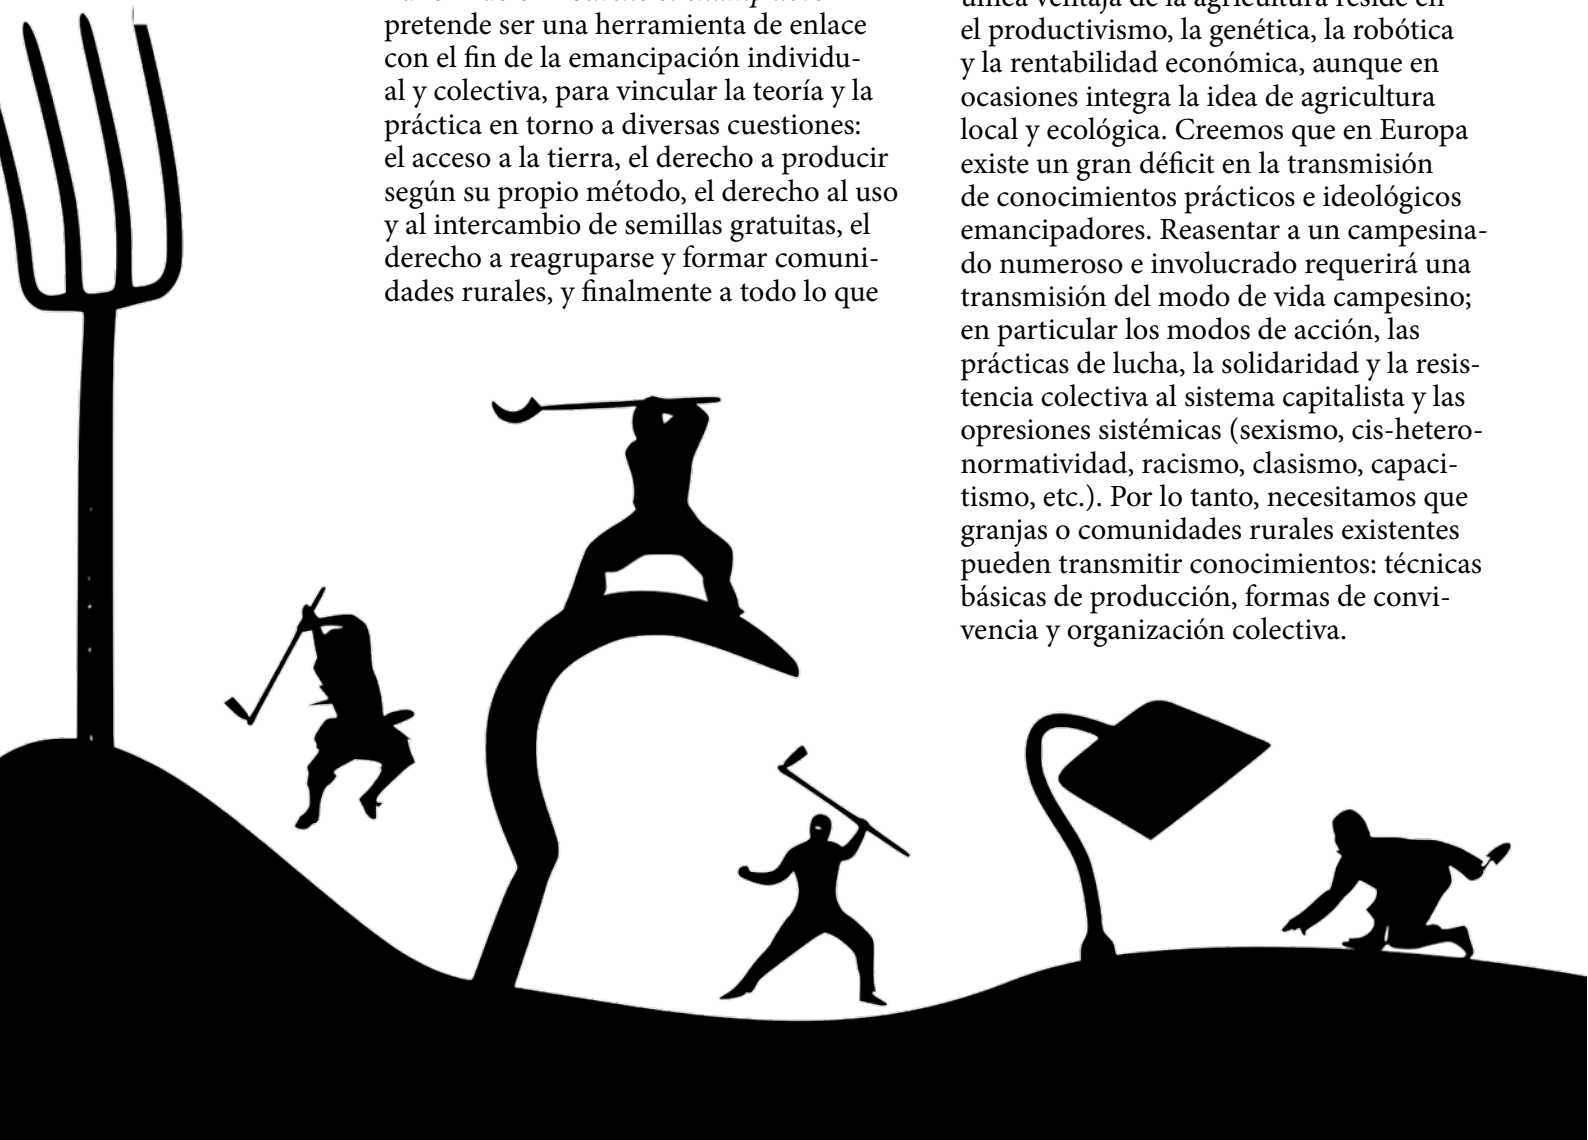 pretende ser una herramienta de enlace
con el fin de la emancipación individu-
al y colectiva, para vincular la teoría y la
práctica en torno a diversas cuestiones:
el acceso a la tierra, el derecho a producir
según su propio método, el derecho al uso
y al intercambio de semillas gratuitas, el
derecho a reagruparse y formar comuni-
dades rurales, y finalmente a todo lo que
única ventaja de la agricultura reside en
el productivismo, la genética, la robótica
y la rentabilidad económica, aunque en
ocasiones integra la idea de agricultura
local y ecológica. Creemos que en Europa
existe un gran déficit en la transmisión
de conocimientos prácticos e ideológicos
emancipadores. Reasentar a un campesina-
do numeroso e involucrado requerirá una
transmisión del modo de vida campesino;
en particular los modos de acción, las
prácticas de lucha, la solidaridad y la resis-
tencia colectiva al sistema capitalista y las
opresiones sistémicas (sexismo, cis-hetero-
normatividad, racismo, clasismo, capaci-
tismo, etc.). Por lo tanto, necesitamos que
granjas o comunidades rurales existentes
pueden transmitir conocimientos: técnicas
básicas de producción, formas de convi-
vencia y organización colectiva.